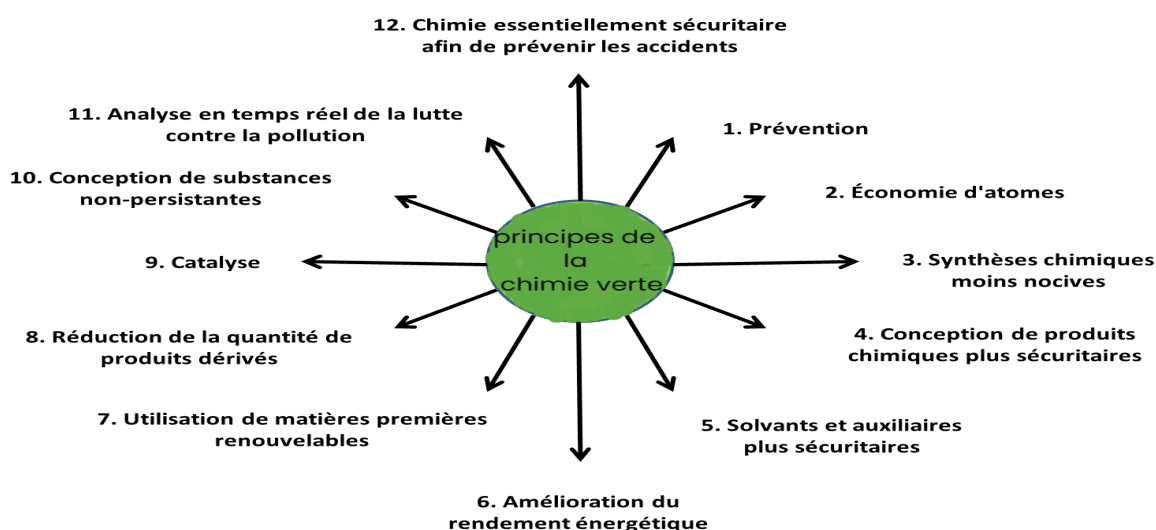 12. Chimie essentiellement sécuritaire
afin de prévenir les accidents
1. Prévention
2. Économie d'atomes
3. Synthèses chimiques
moins nocives
4. Conception de produits
chimiques plus sécuritaires
5. Solvants et auxiliaires
plus sécuritaires
6. Amélioration du
rendement énergétique
7. Utilisation de matières premières
renouvelables
8. Réduction de la quantité de
produits dérivés
9. Catalyse
10. Conception de substances
non-persistantes
11. Analyse en temps réel de la lutte
contre la pollution
principes de
la
chimie verte